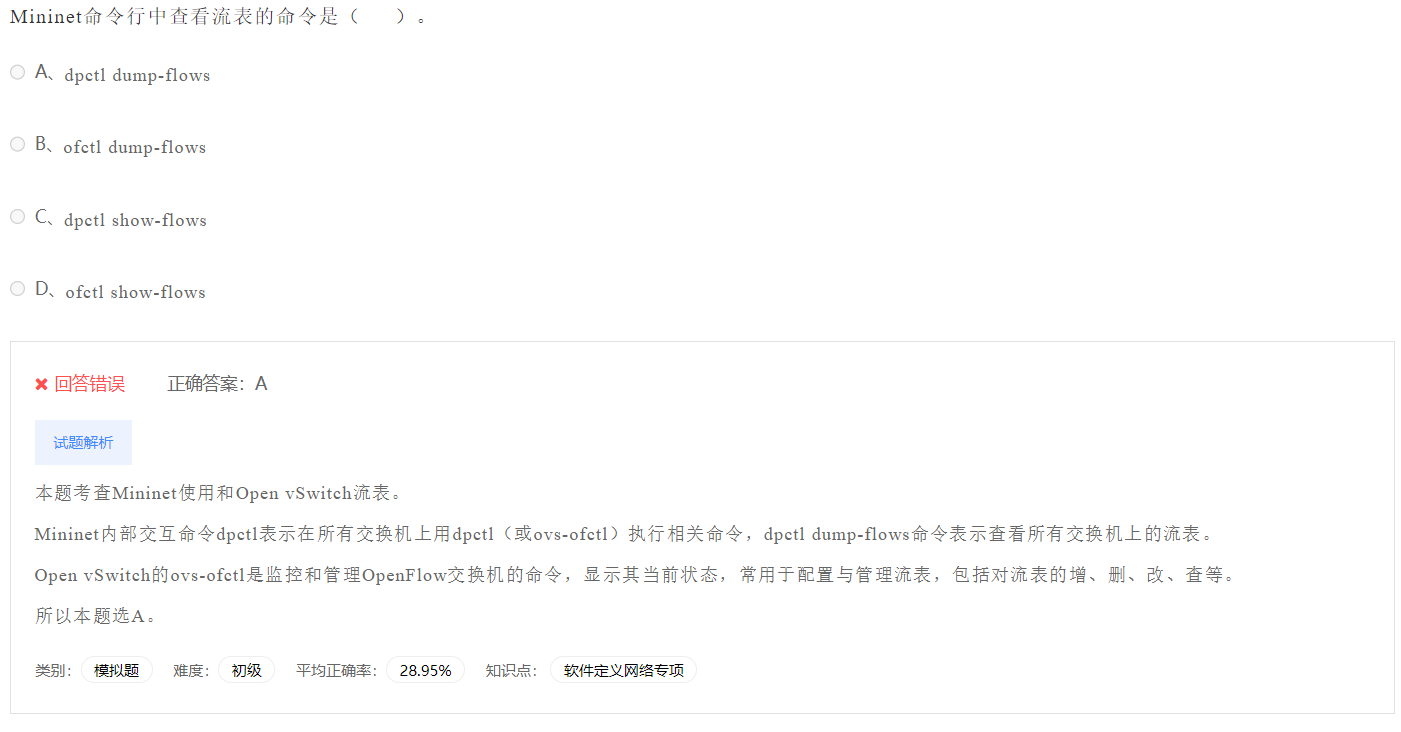 Mininet命令行中查看流表的命令是（ ）。
A、dpctl dump-flows
B、ofctl dump-flows
C、dpctl show-flows
D、ofctl show-flows
回答错误 正确答案：A
试题解析
本题考查Mininet使用和Open vSwitch流表。
Mininet内部交互命令dpctl表示在所有交换机上用dpctl（或ovs-ofctl）执行相关命令，dpctl dump-flows命令表示查看所有交换机上的流表。
Open vSwitch的ovs-ofctl是监控和管理OpenFlow交换机的命令，显示其当前状态，常用于配置与管理流表，包括对流表的增、删、改、查等。
所以本题选A。
类别： 模拟题 难度： 初级 平均正确率： 28.95% 知识点： 软件定义网络专项